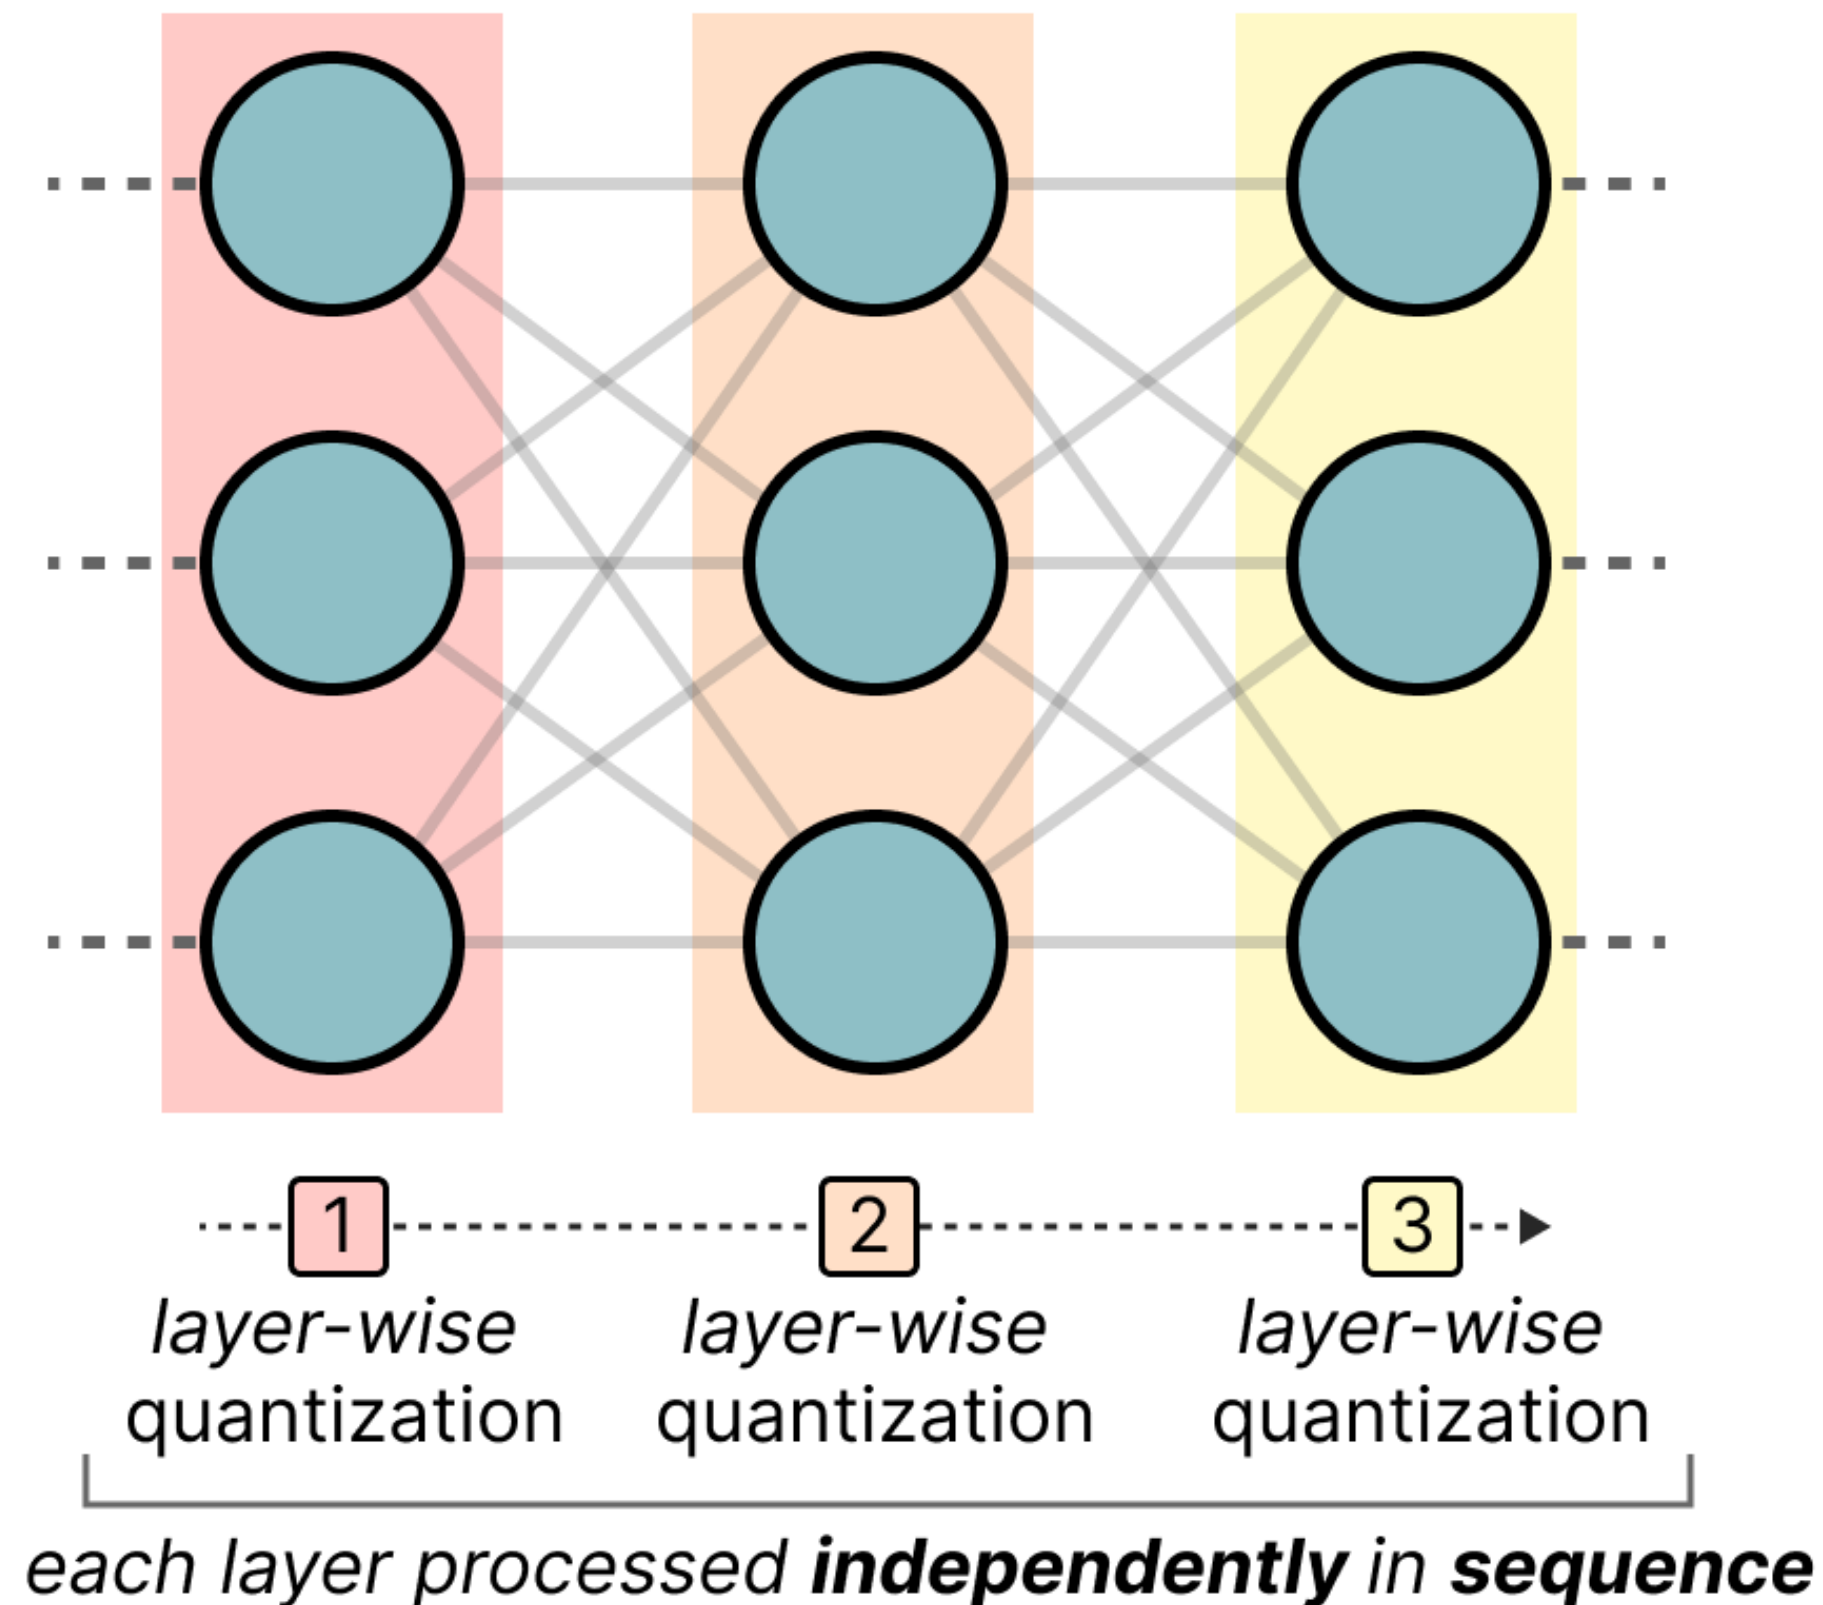 1 2 3
layer-wise layer-wise layer-wise
quantization quantization quantization
each layer processed independently in sequence